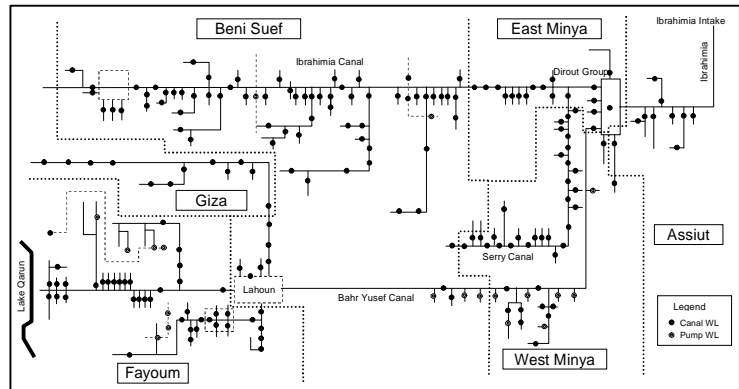 Beni Suef
East Minya
Ibrahimia Intake
Ibrahimia Canal
Dirout Group
Ibrahimia
Giza
Serry Canal
Assiut
Lake Qarun
Lahoun
Bahr Yusef Canal
Legend
Canal WL
Pump WL
West Minya
Fayoum